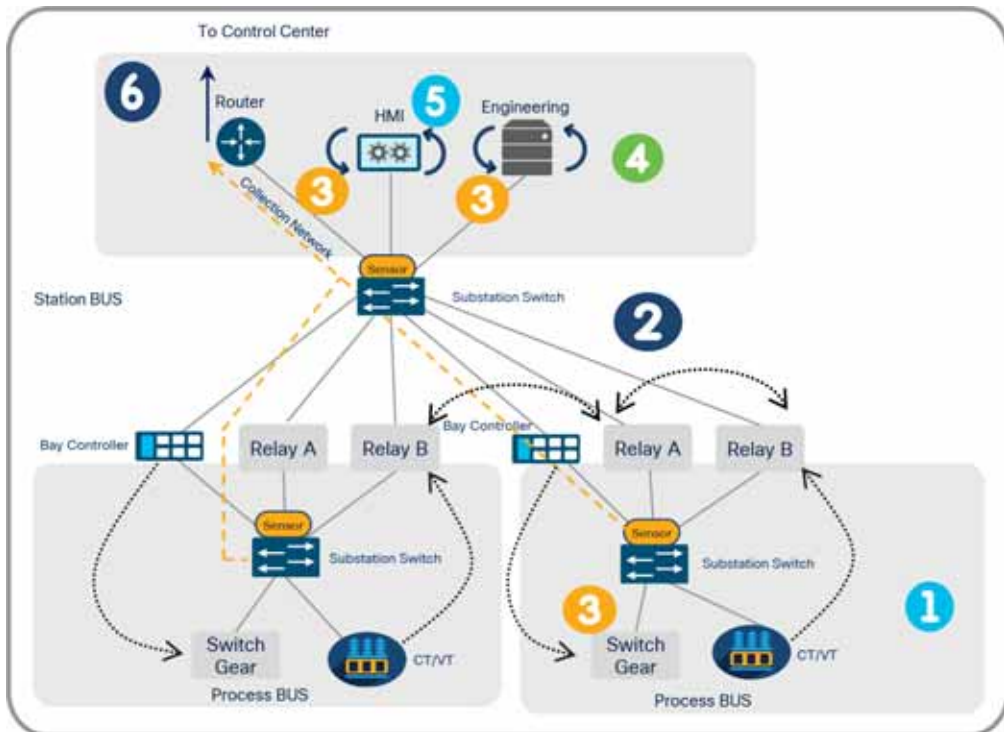 To Control Center
6
Router
HMI
5
Engineering
4
3
3
Collection Network
Sensor
Station BUS
Substation Switch
2
Bay Controller
Relay A
Relay B
Bay Controller
Relay A
Relay B
Sensor
Substation Switch
Sensor
Substation Switch
3
1
Switch
Gear
CT/VT
Process BUS
Switch
Gear
CT/VT
Process BUS